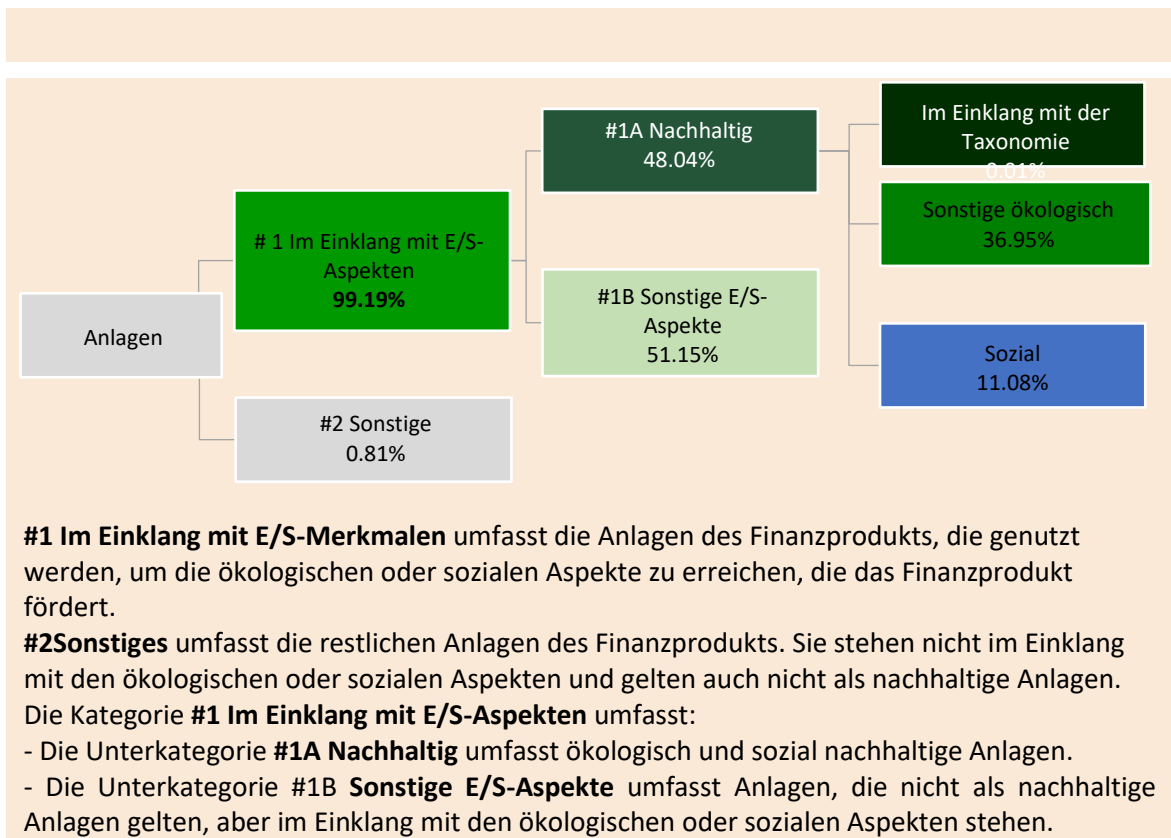 Anlagen
# 1 Im Einklang mit E/S-
Aspekten
99.19%
#2 Sonstige
0.81%
#1A Nachhaltig
48.04%
#1B Sonstige E/S-
Aspekte
51.15%
Im Einklang mit der
Taxonomie
0.01%
Sonstige ökologisch
36.95%
Sozial
11.08%
#1 Im Einklang mit E/S-Merkmalen umfasst die Anlagen des Finanzprodukts, die genutzt
werden, um die ökologischen oder sozialen Aspekte zu erreichen, die das Finanzprodukt
fördert.
#2Sonstiges umfasst die restlichen Anlagen des Finanzprodukts. Sie stehen nicht im Einklang
mit den ökologischen oder sozialen Aspekten und gelten auch nicht als nachhaltige Anlagen.
Die Kategorie #1 Im Einklang mit E/S-Aspekten umfasst:
- Die Unterkategorie #1A Nachhaltig umfasst ökologisch und sozial nachhaltige Anlagen.
- Die Unterkategorie #1B Sonstige E/S-Aspekte umfasst Anlagen, die nicht als nachhaltige
Anlagen gelten, aber im Einklang mit den ökologischen oder sozialen Aspekten stehen.